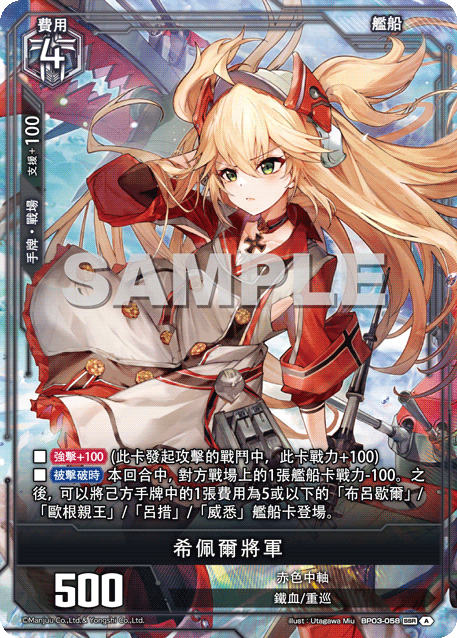 費用
4
艦船
支援+100
手牌・戰場
SAMPLE
■ 強擊+100 (此卡發起攻擊的戰鬥中, 此卡戰力+100)
■ 被擊破時 本回合中, 對方戰場上的1張艦船卡戰力-100。之
後, 可以將己方手牌中的1張費用為5或以下的「布呂歇爾」/
「歐根親王」/「呂措」/「威悉」艦船卡登場。
希佩爾將軍
500
赤色中軸
鐵血/重巡
©Manjuu Co.,Ltd.& Yongshi Co.,Ltd.
illust : Utagawa Miu BP03-058 SSR A